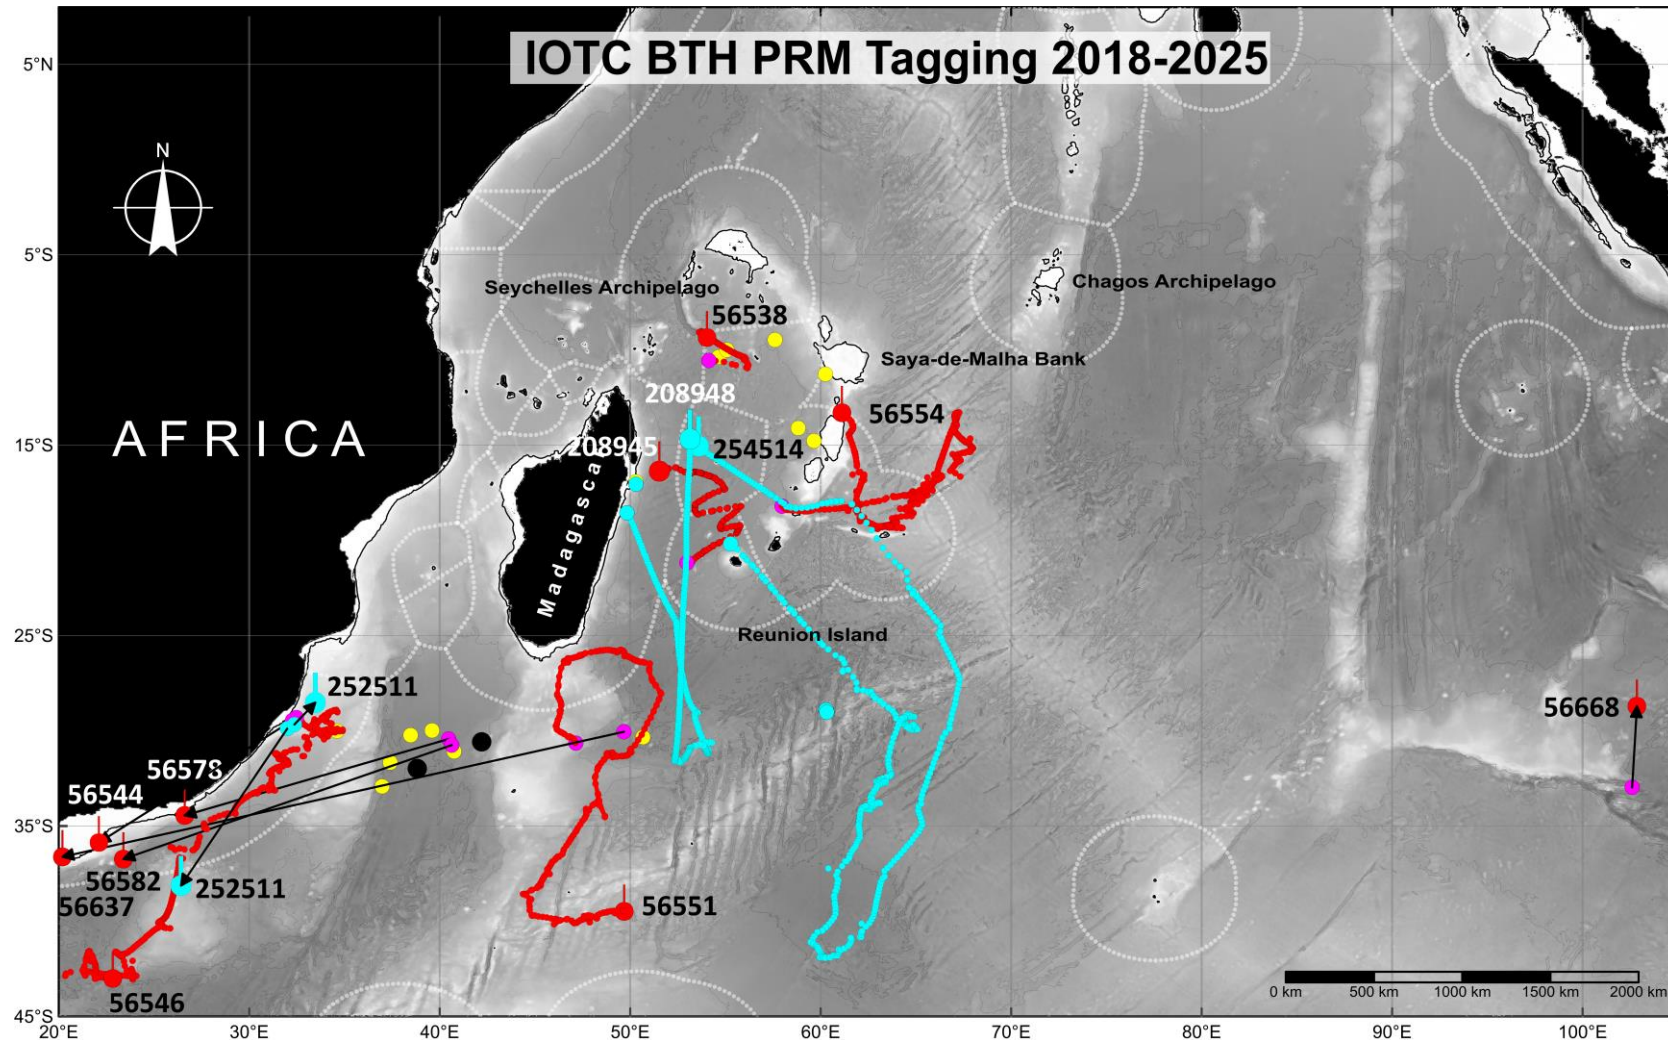 IOTC BTH PRM Tagging 2018-2025
5°N
N
5°S
Seychelles Archipelago
Chagos Archipelago
56538
Saya-de-Malha Bank
208948
56554
AFRICA
15°S
208945
254514
Madagascar
25°S
Reunion Island
252511
56668
56578
56544
35°S
56582
252511
56637
56551
56546
0 km
500 km
1000 km
1500 km
2000 km
45°S
20°E
30°E
40°E
50°E
60°E
70°E
80°E
90°E
100°E